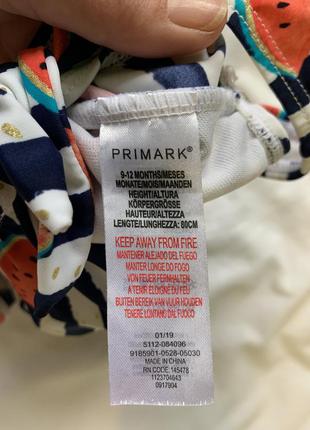 PRIMARK®
9-12 MONTHS/MESES
MONATE/MOIS/MAANDEN
HEIGHT/ALTURA
KÖRPERGRÖSSE
HAUTEUR/ALTEZZA
LENGTE/LUNGHEZZA: 80CM
KEEP AWAY FROM FIRE
MANTENER ALEJADO DEL FUEGO
MANTER LONGE DO FOGO
VON FEUER FERNHALTEN
A TENIR ELOIGNE DU FEU
BUITEN BEREIK VAN VUUR HOUDEN
TENERE LONTANO DAL FUOCO
01/19
5112-084096
9185901-0528-05030
MADE IN CHINA
RN CODE: 145478
1123704643
0917904